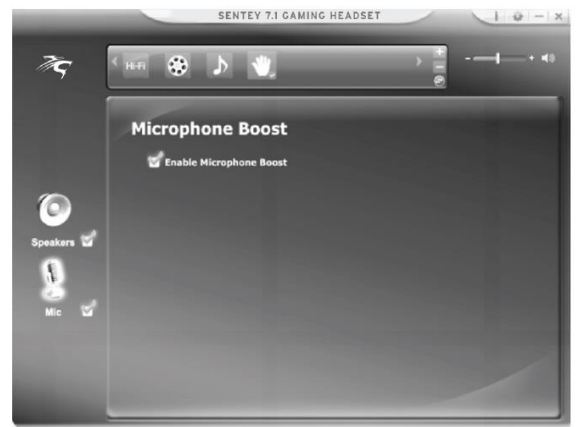 SENTEY 7.1 GAMING HEADSET
Hi-Fi
Microphone Boost
Enable Microphone Boost
Speakers
Mic